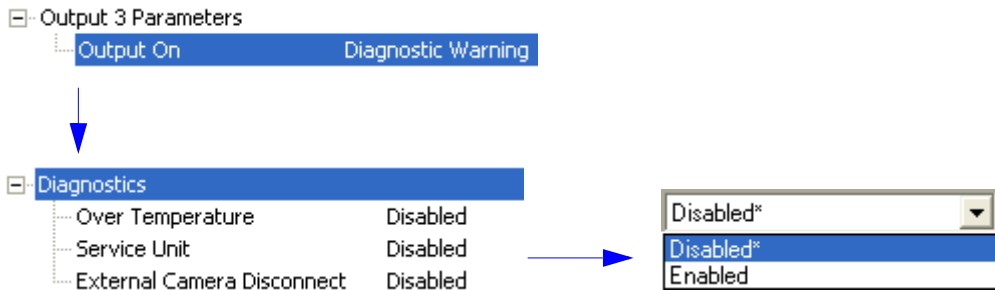 Output 3 Parameters
Output On Diagnostic Warning
Diagnostics
Over Temperature Disabled
Service Unit Disabled
External Camera Disconnect Disabled
Disabled*
Disabled*
Enabled